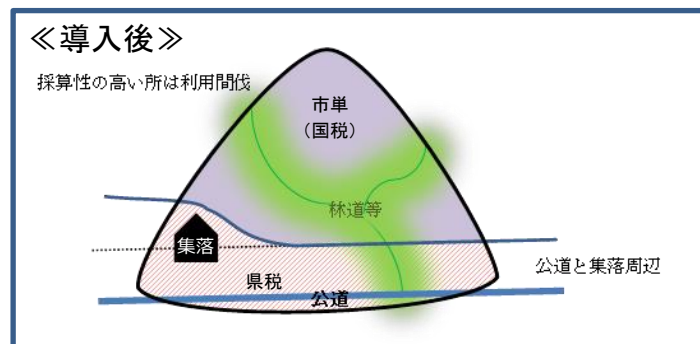 ≪導入後≫
採算性の高い所は利用間伐
市単
（国税）
林道等
集落
公道と集落周辺
県税
公道